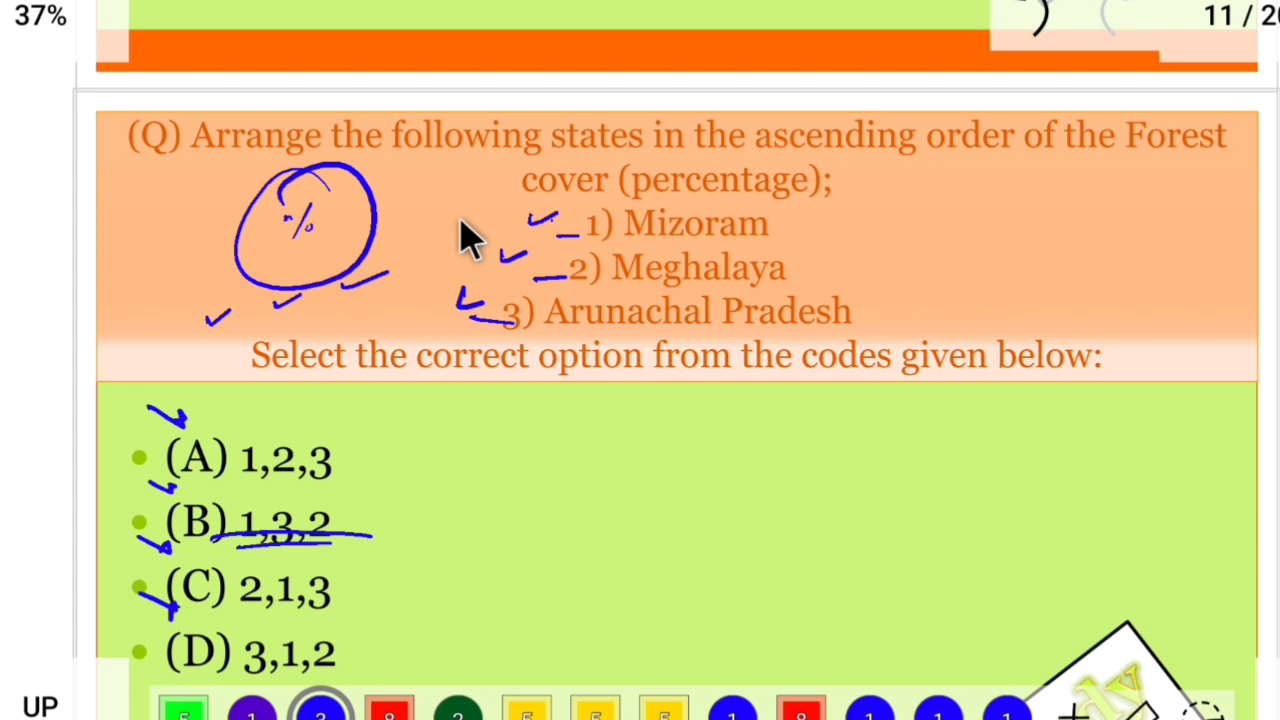 37%
11 / 20
(Q) Arrange the following states in the ascending order of the Forest
cover (percentage);
%
1) Mizoram
2) Meghalaya
3) Arunachal Pradesh
Select the correct option from the codes given below:
(A) 1,2,3
(B) 1,3,2
(C) 2,1,3
(D) 3,1,2
UP